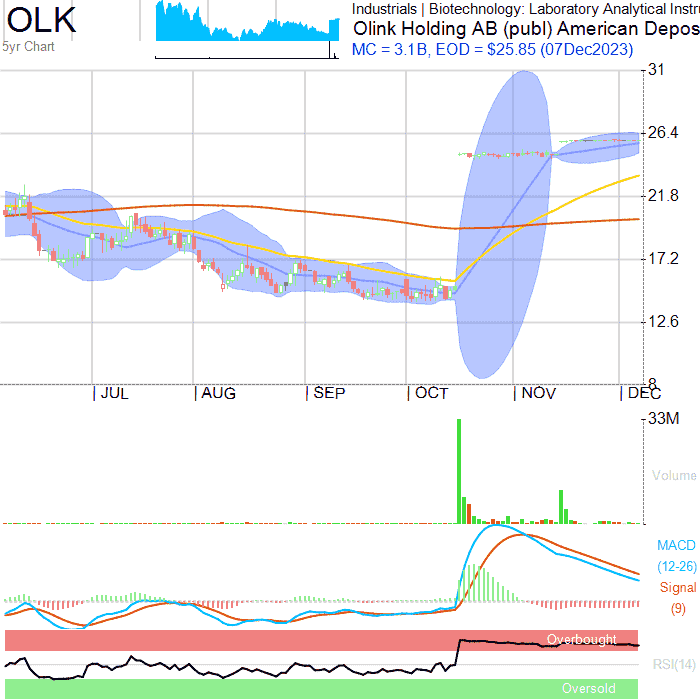 OLK
5yr Chart
Industrials | Biotechnology: Laboratory Analytical Instru
Olink Holding AB (publ) American Depos
MC = 3.1B, EOD = $25.85 (07Dec2023)
31
26.4
21.8
17.2
12.6
8
| JUL | AUG | SEP | OCT | NOV | DEC
33M
Volume
MACD
(12-26)
Signal
(9)
Overbought
RSI(14)
Oversold